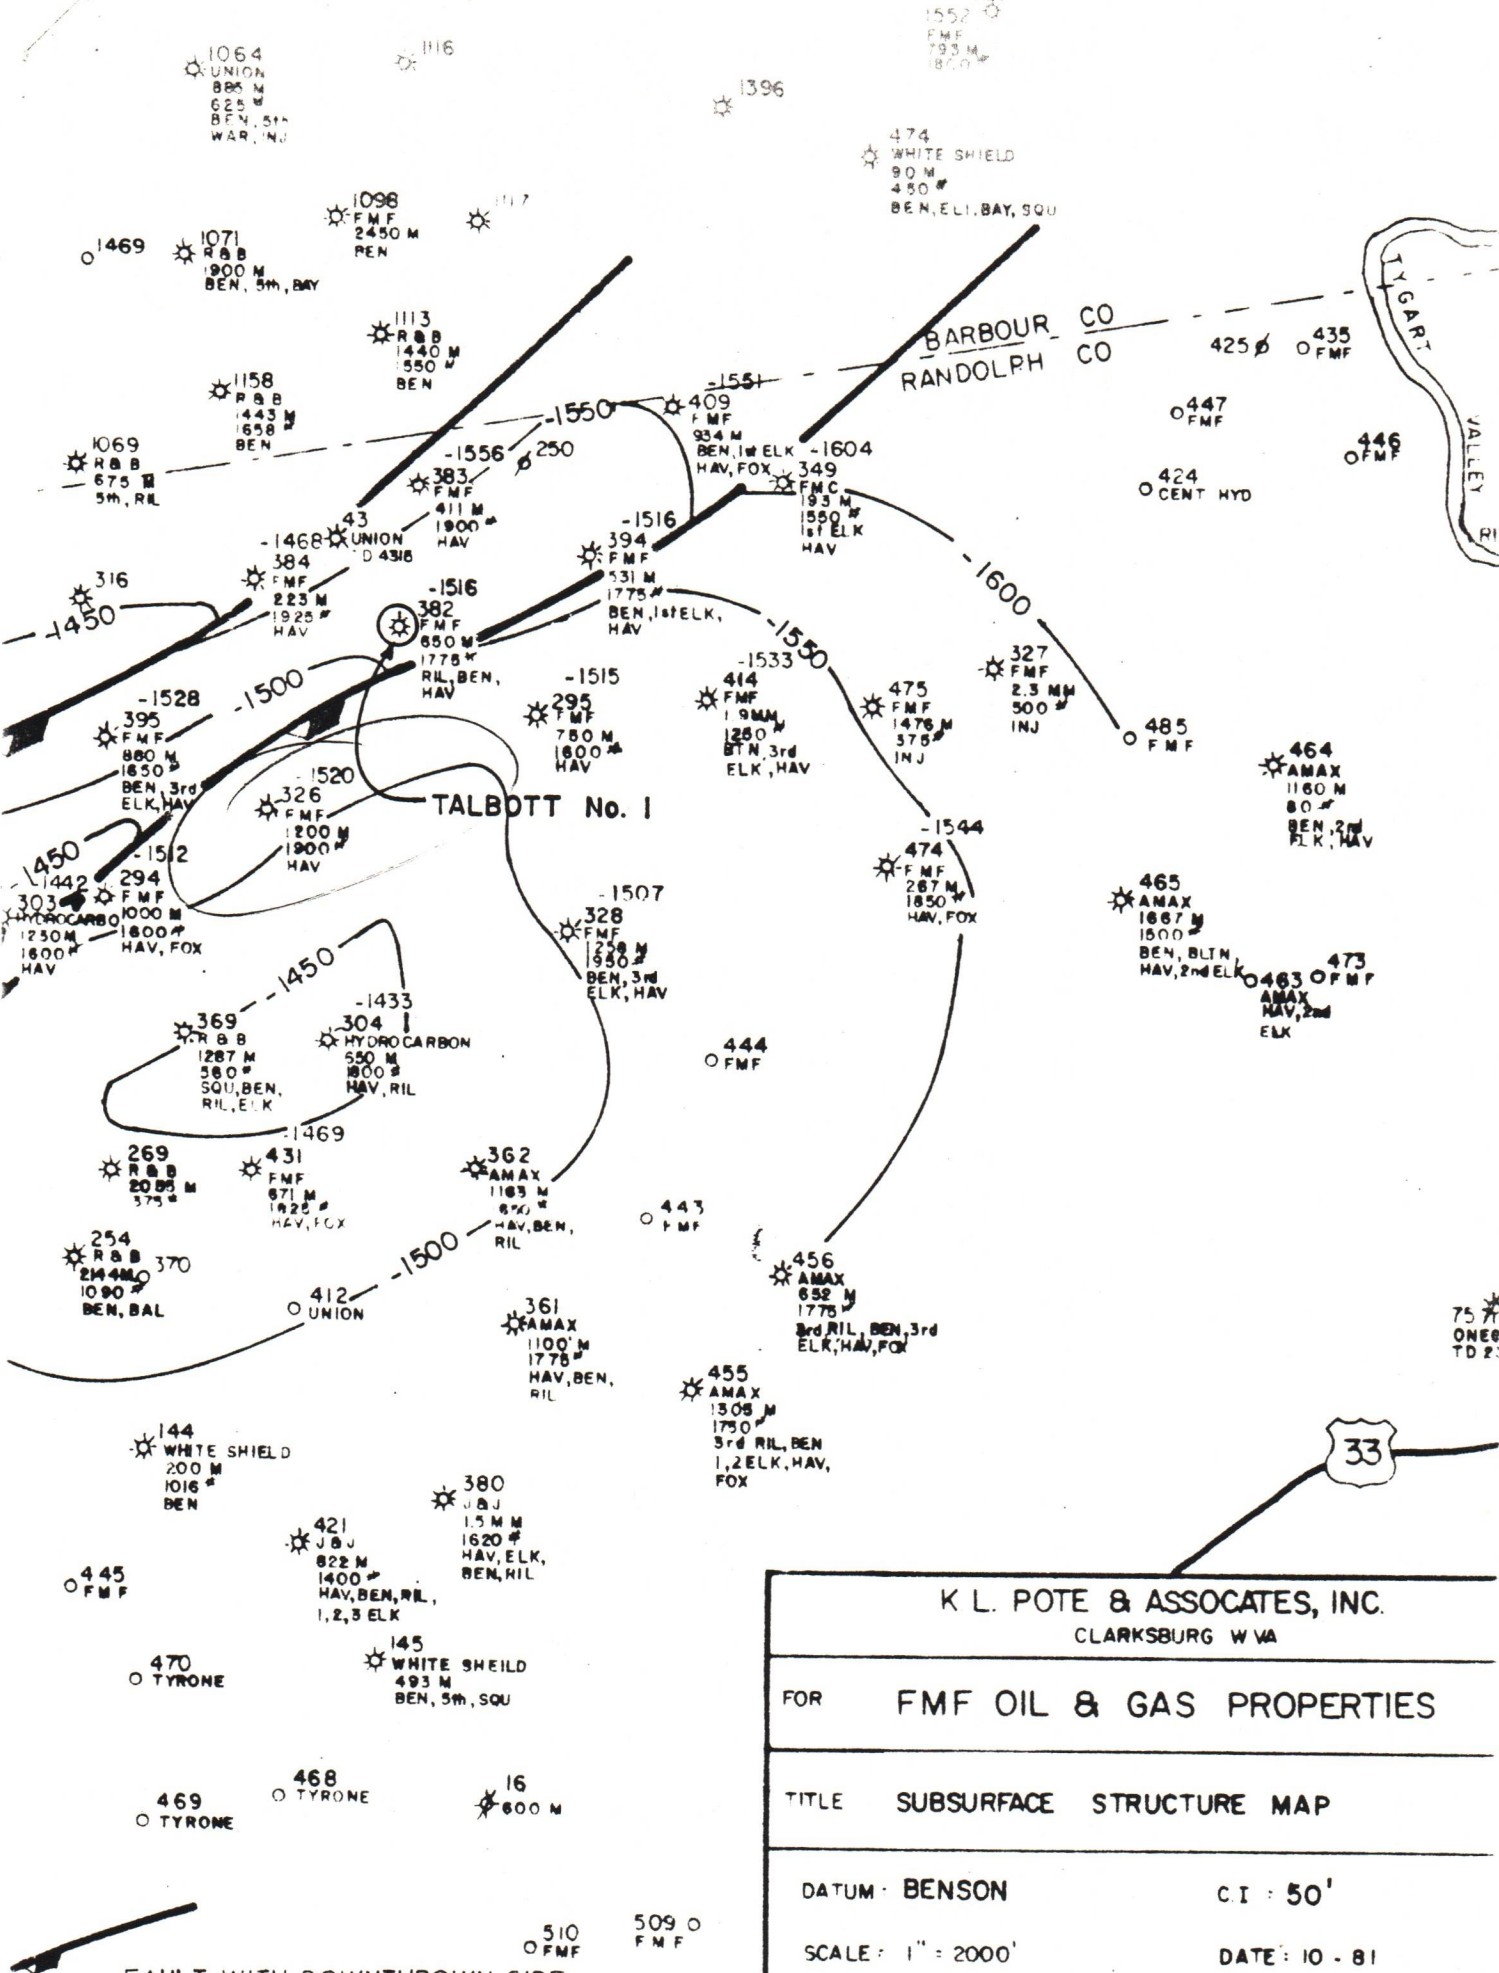 1552
FMF
793 M
1800 #
1064
UNION
885 M
625 #
BEN, 5th
WAR, INJ
1116
1396
474
WHITE SHIELD
90 M
450 #
BEN, ELI. BAY, SQU
1098
FMF
2450 M
BEN
1117
1469
1071
R & B
1900 M
BEN, 5th, BAY
1113
R & B
1440 M
1550 #
BEN
1158
R & B
1443 M
1658 #
BEN
1069
R & B
675 M
5th, RIL
BARBOUR CO
RANDOLPH CO
TYGART
VALLEY
RI
425
435
FMF
447
FMF
446
FMF
424
CENT HYD
-1551
409
FMF
934 M
BEN, 1st ELK
HAV, FOX
-1550
-1604
349
FMC
193 M
1550 #
1st ELK
HAV
-1556
383
FMF
411 M
1900 #
HAV
250
43
UNION
TD 4316
-1468
384
FMF
223 M
1925 #
HAV
-1516
394
FMF
531 M
1775 #
BEN, 1st ELK,
HAV
316
-1450
-1516
382
FMF
650 M
1775 #
RIL, BEN,
HAV
-1600
-1550
-1500
-1528
395
FMF
880 M
1650 #
BEN, 3rd
ELK, HAV
-1515
295
FMF
750 M
1600 #
HAV
-1533
414
FMF
1.9MM
1250 #
BTN, 3rd
ELK, HAV
475
FMF
1476 M
375 #
INJ
327
FMF
2.3 MM
500 #
INJ
485
FMF
464
AMAX
1160 M
80 #
BEN, 2nd
ELK, HAV
-1520
326
FMF
1200 M
1900 #
HAV
TALBOTT No. 1
-1450
-1442
303
HYDROCARBO
1250M
1600 #
HAV
-1512
294
FMF
1000 M
1600 #
HAV, FOX
-1544
474
FMF
267 M
1850 #
HAV, FOX
-1507
328
FMF
1256 M
1950 #
BEN, 3rd
ELK, HAV
465
AMAX
1667 M
1500 #
BEN, BLTN,
HAV, 2nd ELK
463
AMAX
HAV, 2nd
ELK
473
FMF
-1450
369
R & B
1287 M
560 #
SQU, BEN,
RIL, ELK
-1433
304
HYDROCARBON
550 M
1800 #
HAV, RIL
444
FMF
-1469
431
FMF
671 M
1825 #
HAV, FOX
269
R & B
2085 M
375 #
362
AMAX
1163 M
650 #
HAV, BEN,
RIL
443
FMF
254
R & B
2144M
1090 #
BEN, BAL
370
-1500
412
UNION
456
AMAX
652 M
1775 #
3rd RIL, BEN, 3rd
ELK, HAV, FOX
361
AMAX
1100 M
1775 #
HAV, BEN,
RIL
455
AMAX
1305 M
1750 #
3rd RIL, BEN
1,2 ELK, HAV,
FOX
75
TD
144
WHITE SHIELD
200 M
1016 #
BEN
33
380
J & J
1.5 MM
1620 #
HAV, ELK,
BEN, RIL
421
J & J
822 M
1400 #
HAV, BEN, RIL,
1,2,3 ELK
445
FMF
145
WHITE SHEILD
493 M
BEN, 5th, SQU
470
TYRONE
468
TYRONE
469
TYRONE
16
600 M
510
FMF
509
FMF
FAULT WITH DOWNTHROWN SIDE
K L. POTE & ASSOCATES, INC.
CLARKSBURG W VA
FOR FMF OIL & GAS PROPERTIES
TITLE SUBSURFACE STRUCTURE MAP
DATUM: BENSON C.I : 50'
SCALE: 1" = 2000' DATE: 10 - 81